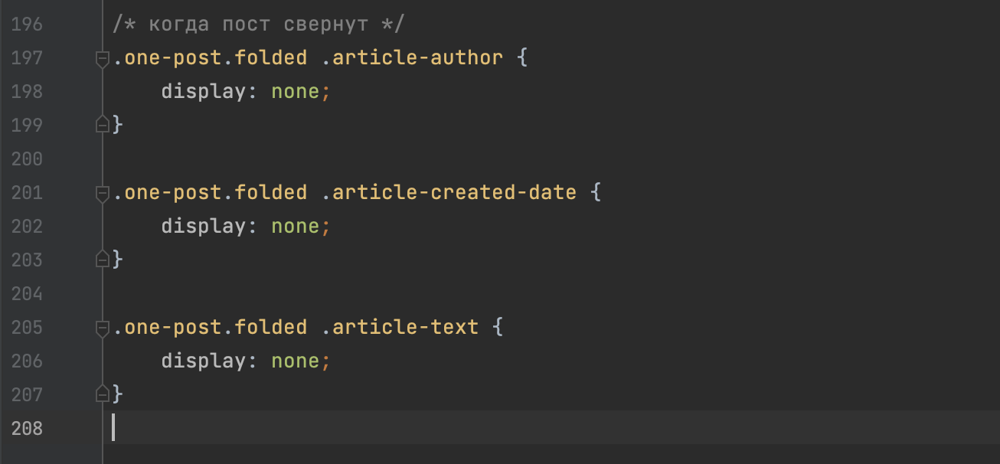 196 /* когда пост свернут */
197 .one-post.folded .article-author {
198     display: none;
199 }
200
201 .one-post.folded .article-created-date {
202     display: none;
203 }
204
205 .one-post.folded .article-text {
206     display: none;
207 }
208